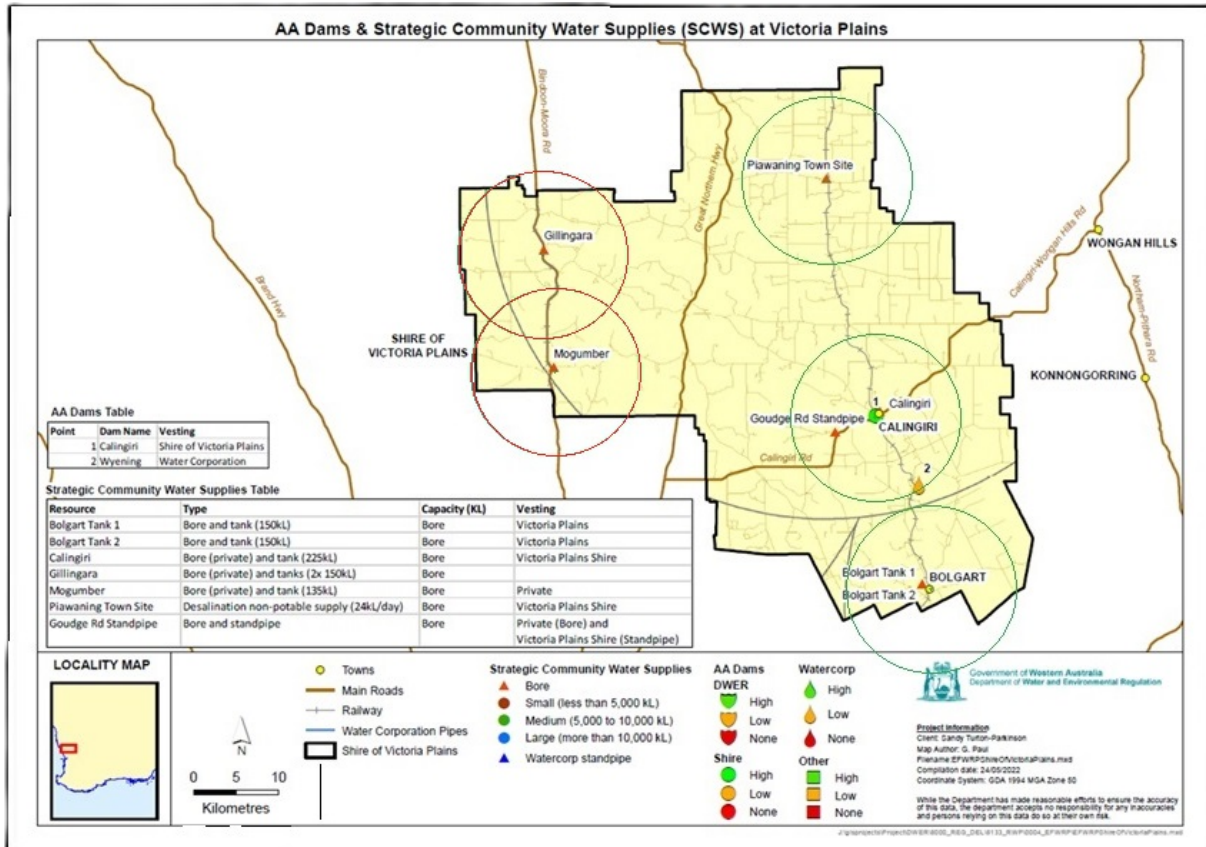 AA Dams & Strategic Community Water Supplies (SCWS) at Victoria Plains
Bindoon-Moora Rd
Great Northern Hwy
Piawaning Town Site
Gillingara
Calingiri-Wongan Hills Rd
WONGAN HILLS
Brand Hwy
Northam-Pithara Rd
SHIRE OF
VICTORIA PLAINS
Mogumber
KONNONGORRING
1
Calingiri
Goudge Rd Standpipe
CALINGIRI
Calingiri Rd
2
Bolgart Tank 1
BOLGART
Bolgart Tank 2
AA Dams Table
Point Dam Name Vesting
1 Calingiri Shire of Victoria Plains
2 Wyening Water Corporation
Strategic Community Water Supplies Table
Resource Type Capacity (KL) Vesting
Bolgart Tank 1 Bore and tank (150kL) Bore Victoria Plains
Bolgart Tank 2 Bore and tank (150kL) Bore Victoria Plains
Calingiri Bore (private) and tank (225kL) Bore Victoria Plains Shire
Gillingara Bore (private) and tanks (2x 150kL) Bore
Mogumber Bore (private) and tank (135kL) Bore Private
Piawaning Town Site Desalination non-potable supply (24kL/day) Bore Victoria Plains Shire
Goudge Rd Standpipe Bore and standpipe Bore Private (Bore) and
Victoria Plains Shire (Standpipe)
LOCALITY MAP
N
0 5 10
Kilometres
Towns
Main Roads
Railway
Water Corporation Pipes
Shire of Victoria Plains
Strategic Community Water Supplies
Bore
Small (less than 5,000 kL)
Medium (5,000 to 10,000 kL)
Large (more than 10,000 kL)
Watercorp standpipe
AA Dams
DWER
High
Low
None
Shire
High
Low
None
Watercorp
High
Low
None
Other
High
Low
None
Government of Western Australia
Department of Water and Environmental Regulation
Project Information
Client: Sandy Turton-Parkinson
Map Author: G. Paul
Filename:EFWRPShireOfVictoriaPlains.mxd
Compilation date: 24/05/2022
Coordinate System: GDA 1994 MGA Zone 50
While the Department has made reasonable efforts to ensure the accuracy
of this data, the department accepts no responsibility for any inaccuracies
and persons relying on this data do so at their own risk.